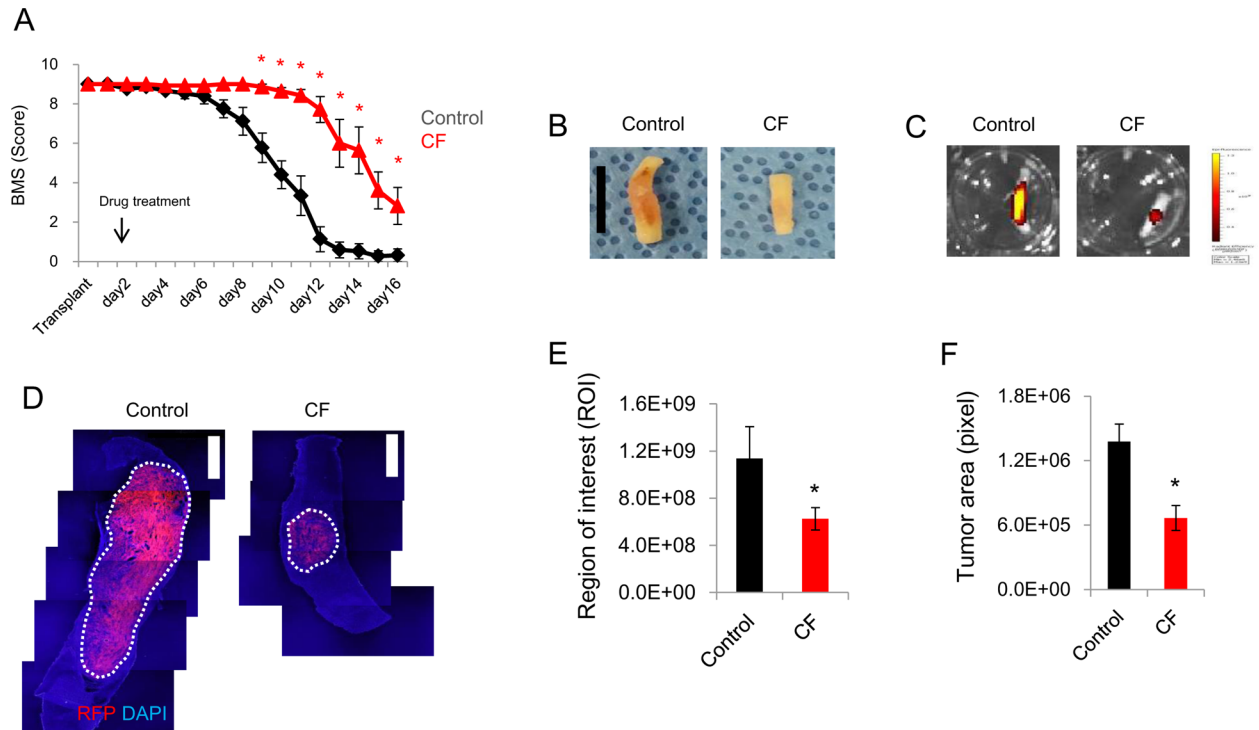 A
10
8
6
4
2
0
BMS (Score)
* * * * * * * *
Control
CF
Drug treatment
Transplant
day2
day4
day6
day8
day10
day12
day14
day16
B
Control
CF
C
Control
CF
D
Control
CF
RFP DAPI
E
Region of interest (ROI)
1.6E+09
1.2E+09
8.0E+08
4.0E+08
0.0E+00
*
Control
CF
F
Tumor area (pixel)
1.8E+06
1.2E+06
6.0E+05
0.0E+00
*
Control
CF